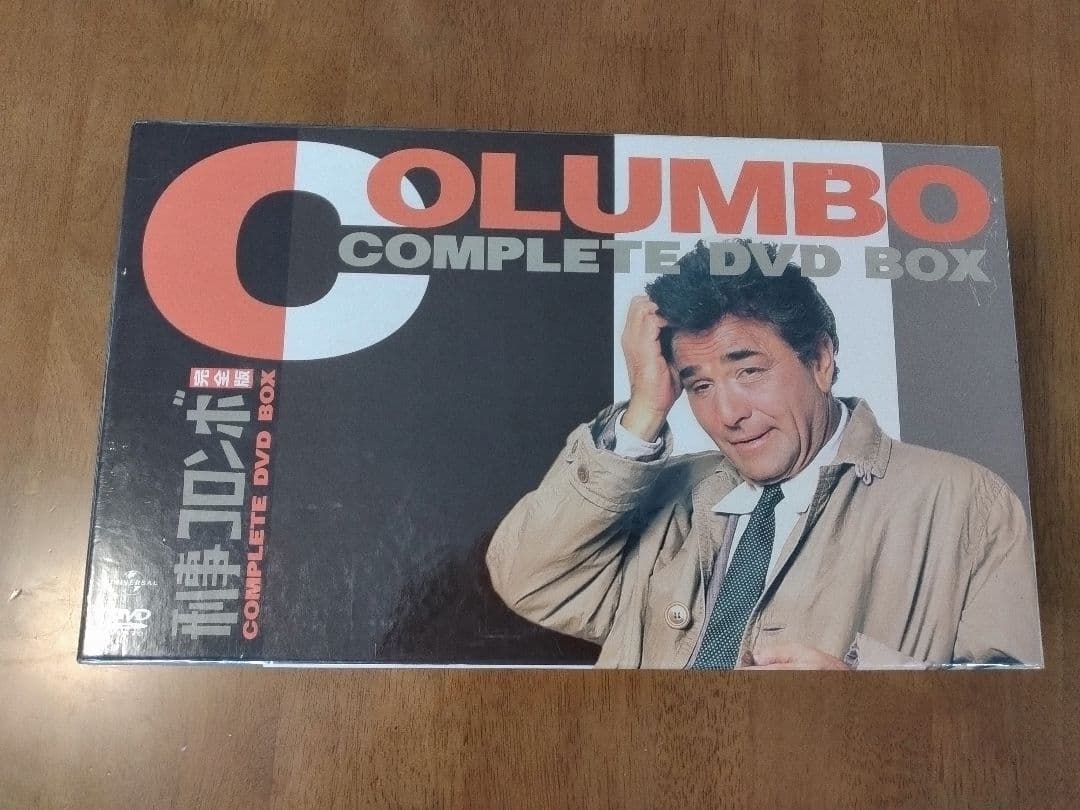 COLUMBO
COMPLETE DVD BOX
刑事コロンボ
完全版
COMPLETE DVD BOX
UNIVERSAL
DVD